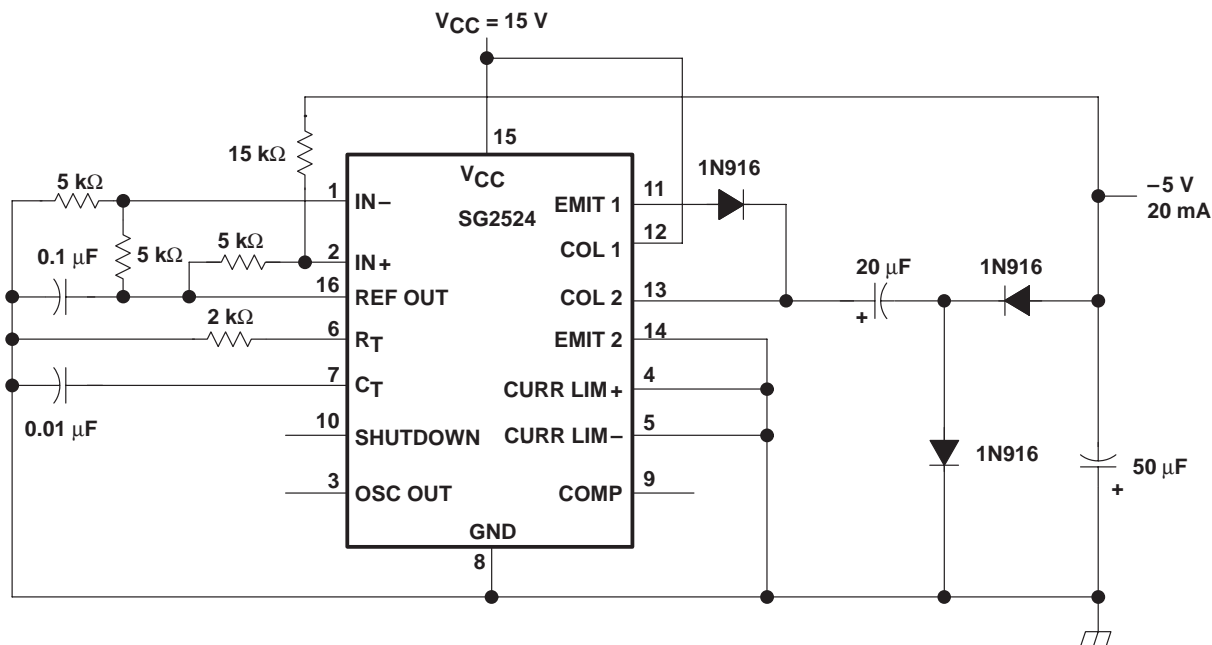 VCC = 15 V
15
15 kΩ
VCC
SG2524
1N916
5 kΩ
1
IN−
EMIT 1
11
−5 V
20 mA
5 kΩ
5 kΩ
2
IN+
COL 1
12
0.1 µF
16
REF OUT
COL 2
13
20 µF
+
1N916
2 kΩ
6
RT
EMIT 2
14
7
CT
CURR LIM+
4
0.01 µF
10
SHUTDOWN
CURR LIM−
5
1N916
50 µF
+
3
OSC OUT
COMP
9
GND
8